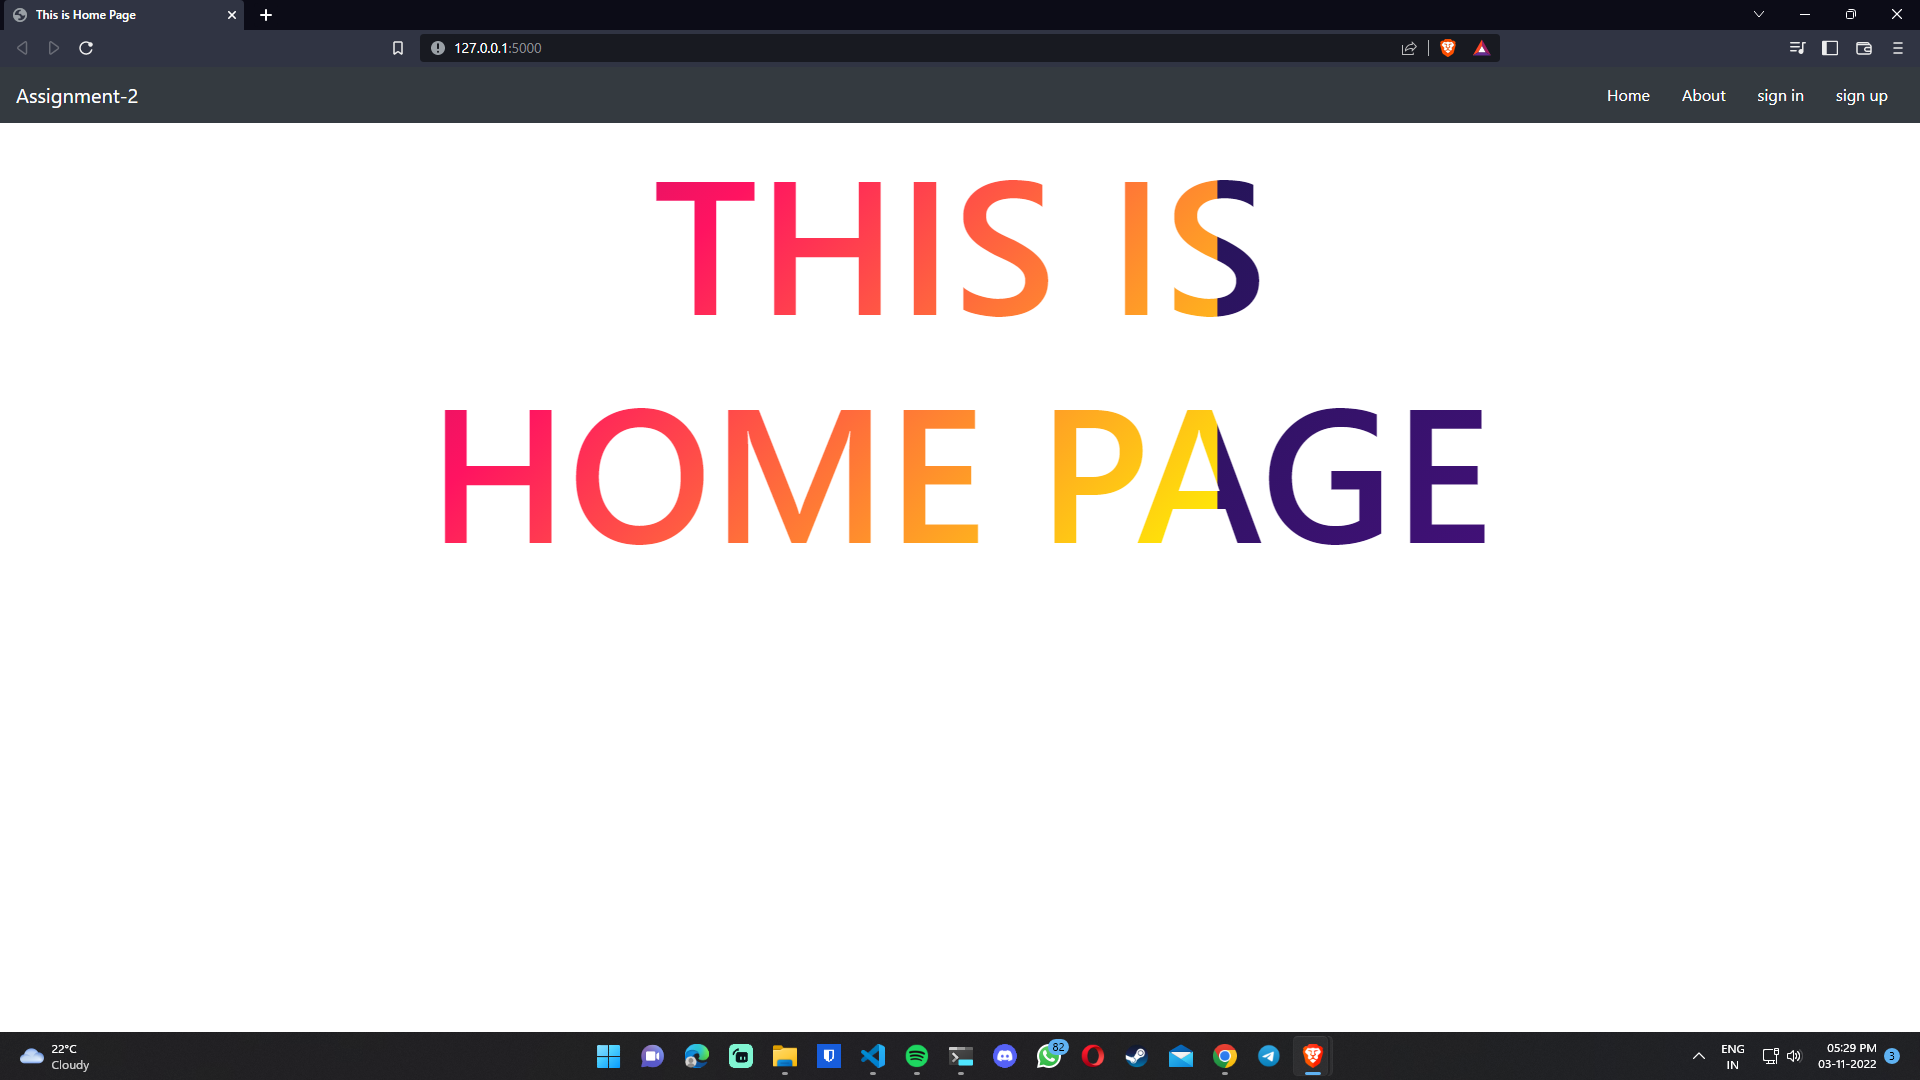 This is Home Page
127.0.0.1:5000
Assignment-2
Home About sign in sign up
THIS IS
HOME PAGE
22°C
Cloudy
82
ENG
IN
05:29 PM
03-11-2022
3